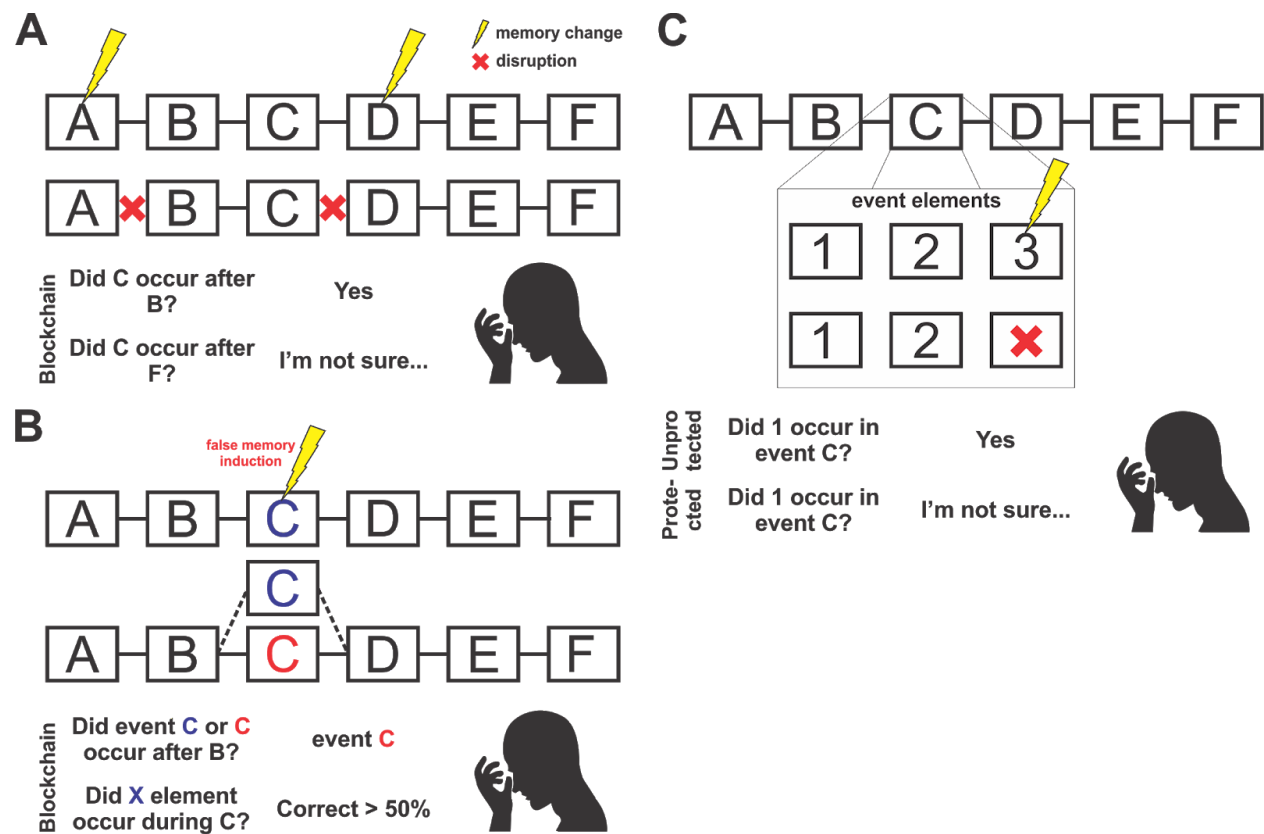 A
memory change
disruption
A B C D E F
A B C D E F
Blockchain
Did C occur after
B?
Yes
Did C occur after
F?
I'm not sure...
B
false memory
induction
A B C D E F
C
A B C D E F
Blockchain
Did event C or C
occur after B?
event C
Did X element
occur during C?
Correct > 50%
C
A B C D E F
event elements
1 2 3
1 2
Unpro
tected
Did 1 occur in
event C?
Yes
Prote-
cted
Did 1 occur in
event C?
I'm not sure...